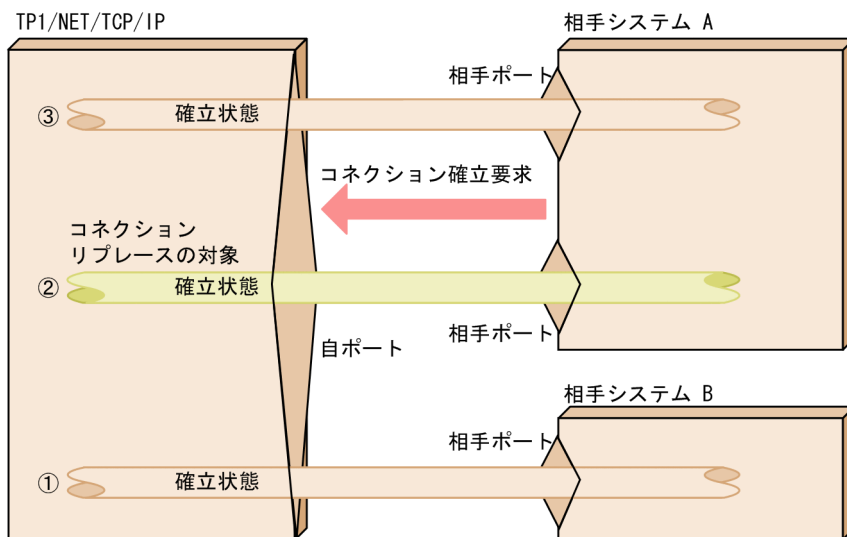 TP1/NET/TCP/IP
相手システム A
相手ポート
③
確立状態
コネクション確立要求
コネクション
リプレースの対象
②
確立状態
相手ポート
自ポート
相手システム B
相手ポート
①
確立状態